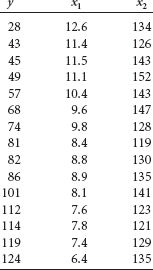 y x₁ x₂
28 12.6 134
43 11.4 126
45 11.5 143
49 11.1 152
57 10.4 143
68 9.6 147
74 9.8 128
81 8.4 119
82 8.8 130
86 8.9 135
101 8.1 141
112 7.6 123
114 7.8 121
119 7.4 129
124 6.4 135